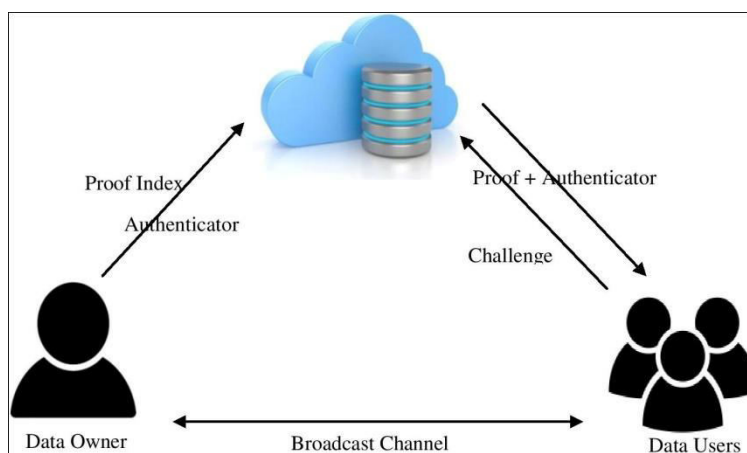 Proof Index
Proof + Authenticator
Authenticator
Challenge
Data Owner
Broadcast Channel
Data Users